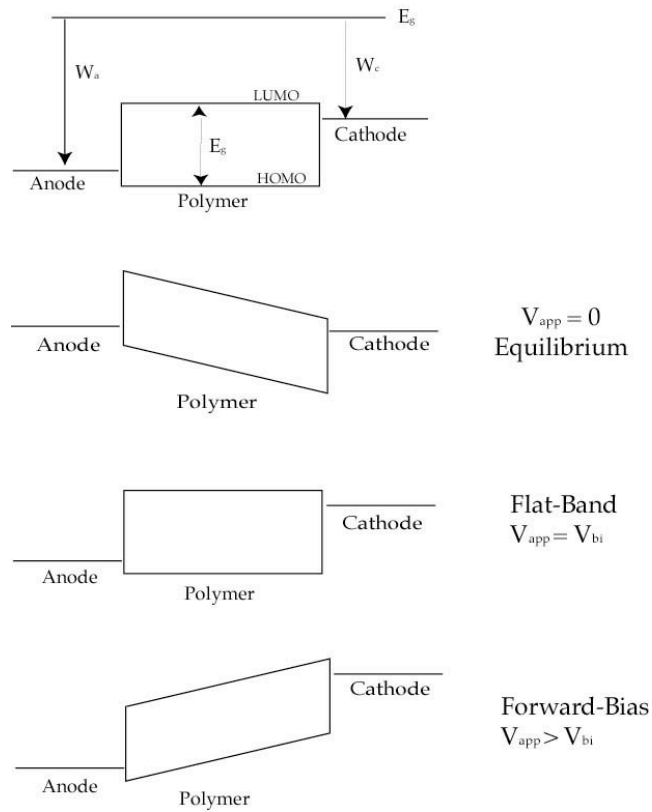 E_g
W_a
W_c
LUMO
E_g
Cathode
HOMO
Anode
Polymer
V_app = 0
Anode
Cathode
Equilibrium
Polymer
Flat-Band
Cathode
V_app = V_bi
Anode
Polymer
Cathode
Forward-Bias
V_app > V_bi
Anode
Polymer